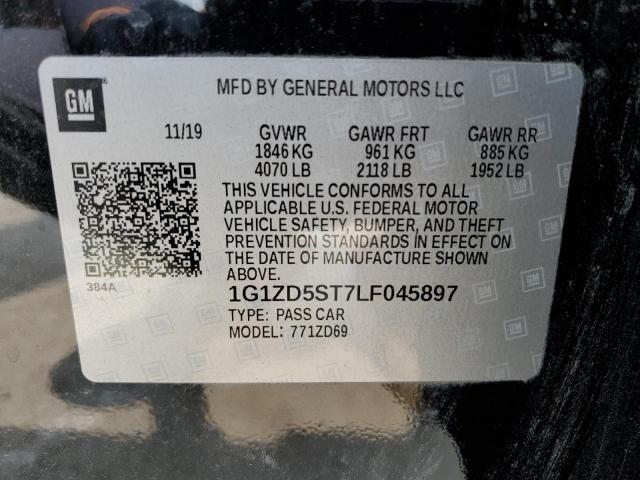 GM
MFD BY GENERAL MOTORS LLC
11/19 GVWR GAWR FRT GAWR RR
1846 KG 961 KG 885 KG
4070 LB 2118 LB 1952 LB
THIS VEHICLE CONFORMS TO ALL
APPLICABLE U.S. FEDERAL MOTOR
VEHICLE SAFETY, BUMPER, AND THEFT
PREVENTION STANDARDS IN EFFECT ON
THE DATE OF MANUFACTURE SHOWN
ABOVE.
384A
1G1ZD5ST7LF045897
TYPE: PASS CAR
MODEL: 771ZD69